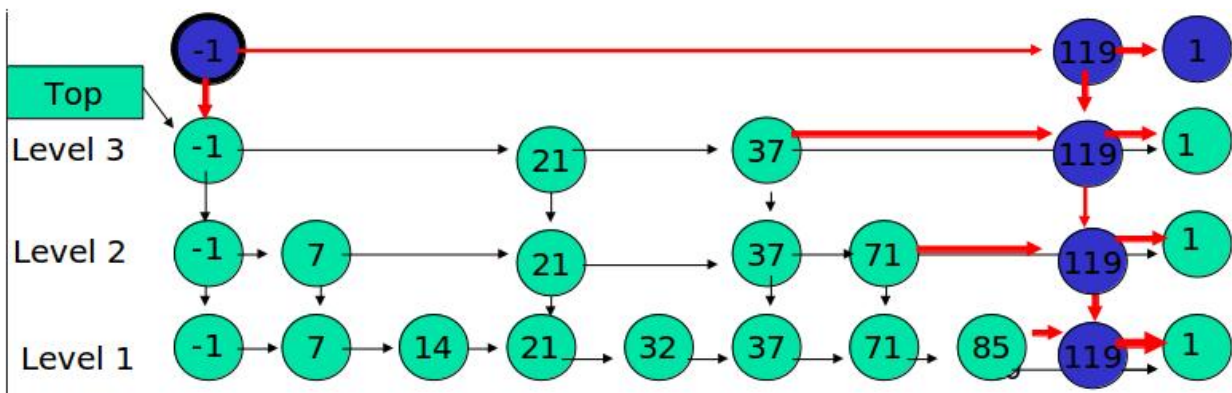 -1 119 1
Top
Level 3 -1 21 37 119 1
Level 2 -1 7 21 37 71 119 1
Level 1 -1 7 14 21 32 37 71 85 119 1